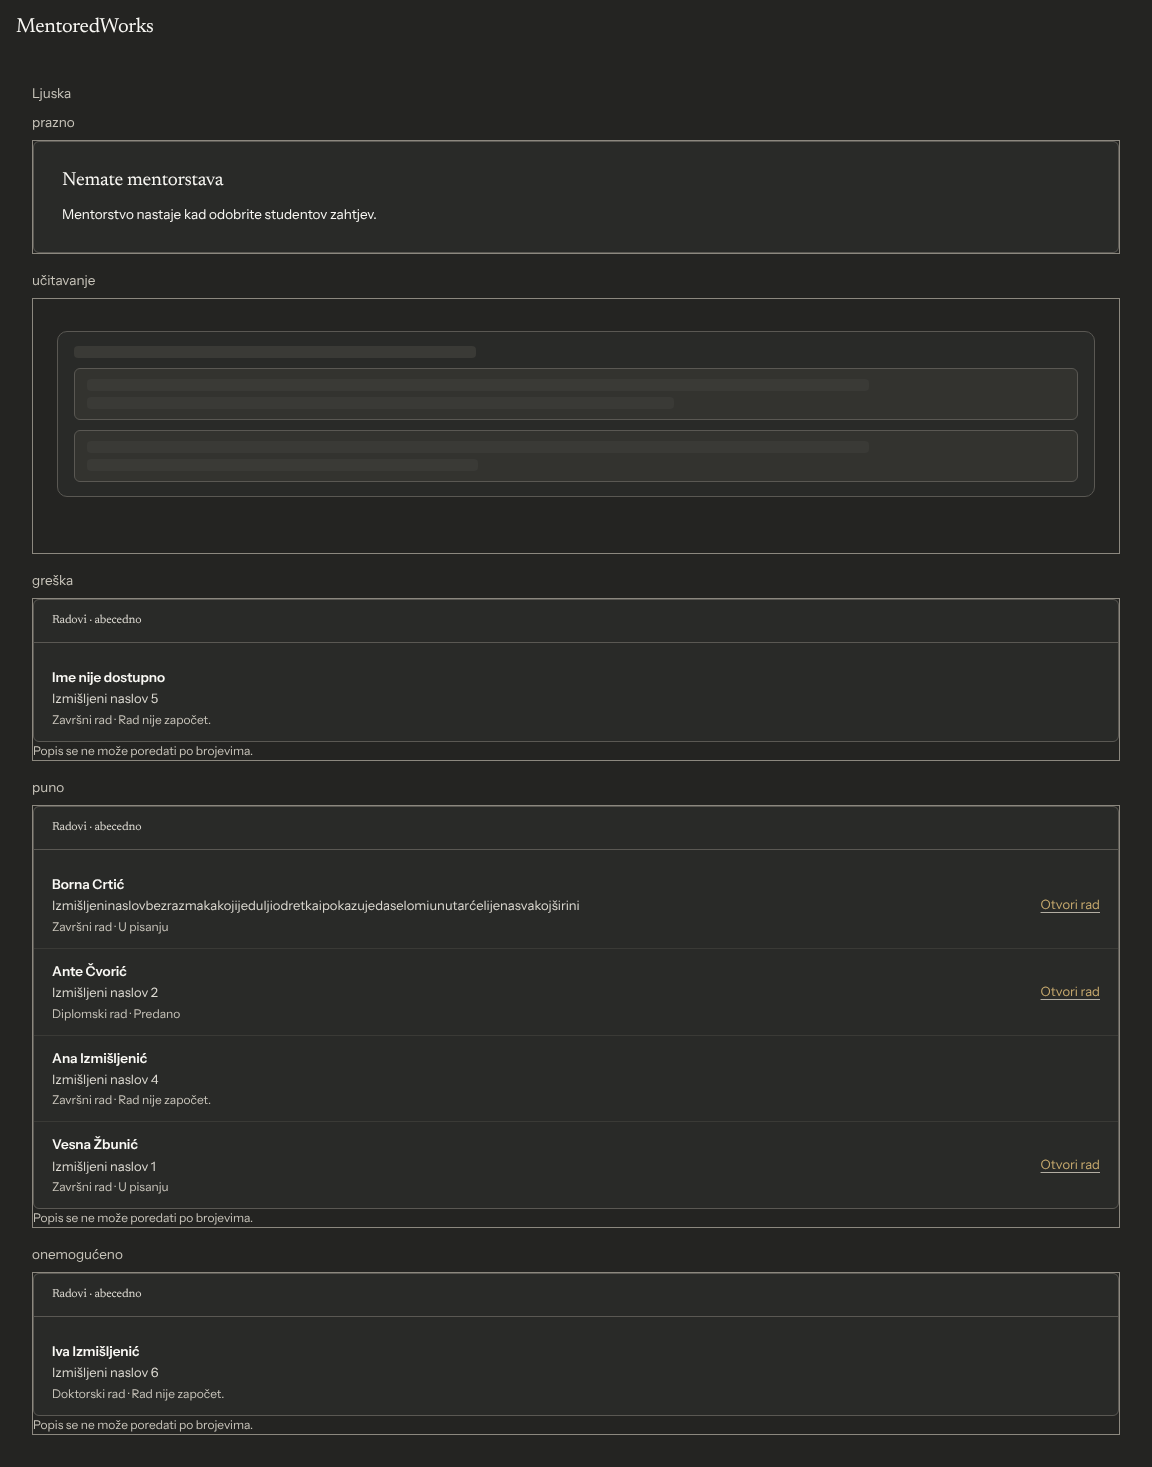 MentoredWorks
Ljuska
prazno
Nemate mentorstava
Mentorstvo nastaje kad odobrite studentov zahtjev.
učitavanje
greška
Radovi · abecedno
Ime nije dostupno
Izmišljeni naslov 5
Završni rad · Rad nije započet.
Popis se ne može poredati po brojevima.
puno
Radovi · abecedno
Borna Crtić
Izmišljeninaslovbezrazmakakojijeduljiodretkaipokazujedaselomiunutarćelijenasvakojširini
Otvori rad
Završni rad · U pisanju
Ante Čvorić
Izmišljeni naslov 2
Otvori rad
Diplomski rad · Predano
Ana Izmišljenić
Izmišljeni naslov 4
Završni rad · Rad nije započet.
Vesna Žbunić
Izmišljeni naslov 1
Otvori rad
Završni rad · U pisanju
Popis se ne može poredati po brojevima.
onemogućeno
Radovi · abecedno
Iva Izmišljenić
Izmišljeni naslov 6
Doktorski rad · Rad nije započet.
Popis se ne može poredati po brojevima.